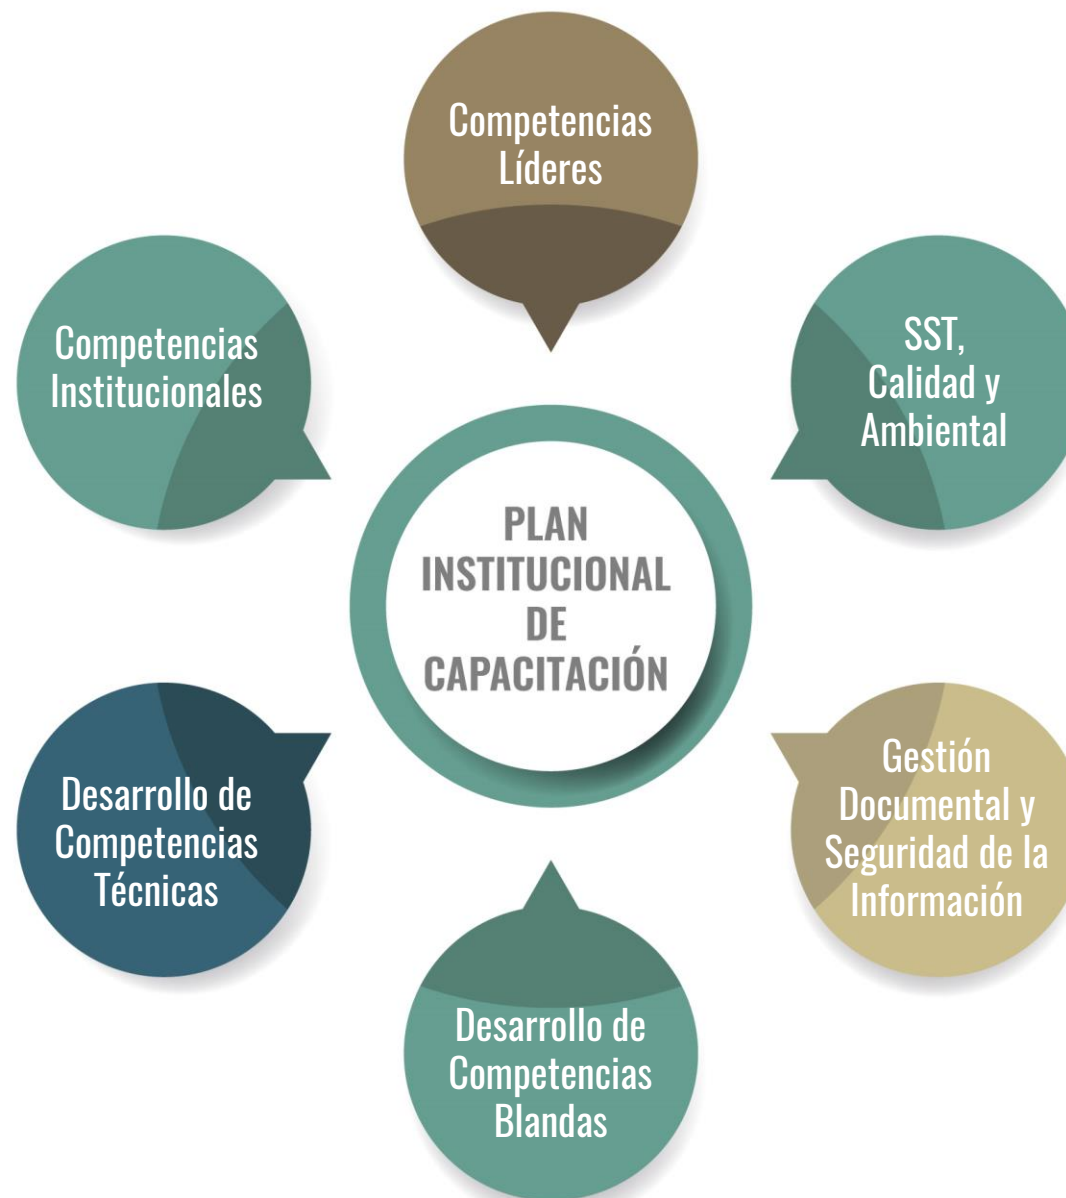 Competencias
Líderes
SST,
Calidad y
Ambiental
Competencias
Institucionales
PLAN
INSTITUCIONAL
DE
CAPACITACIÓN
Gestión
Documental y
Seguridad de la
Información
Desarrollo de
Competencias
Técnicas
Desarrollo de
Competencias
Blandas